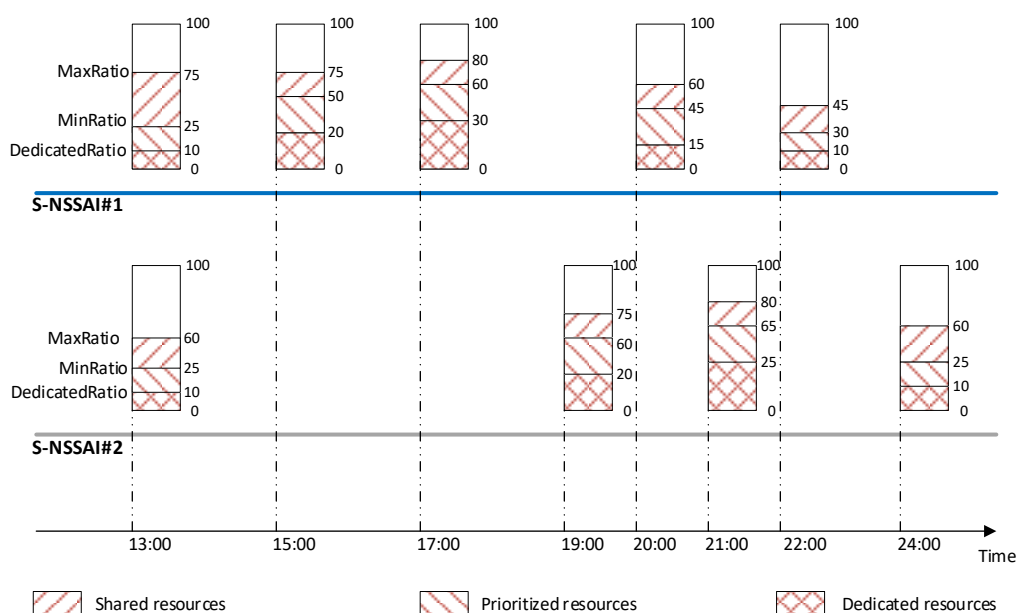 100 100 100 100 100
MaxRatio 75 75 80 60 45
MinRatio 25 50 60 45 30
DedicatedRatio 10 20 30 15 10
0 0 0 0 0
S-NSSAI#1
100 100 100 100
MaxRatio 60 75 80 60
MinRatio 25 60 65 25
DedicatedRatio 10 20 25 10
0 0 0 0
S-NSSAI#2
13:00 15:00 17:00 19:00 20:00 21:00 22:00 24:00
Time
Shared resources Prioritized resources Dedicated resources